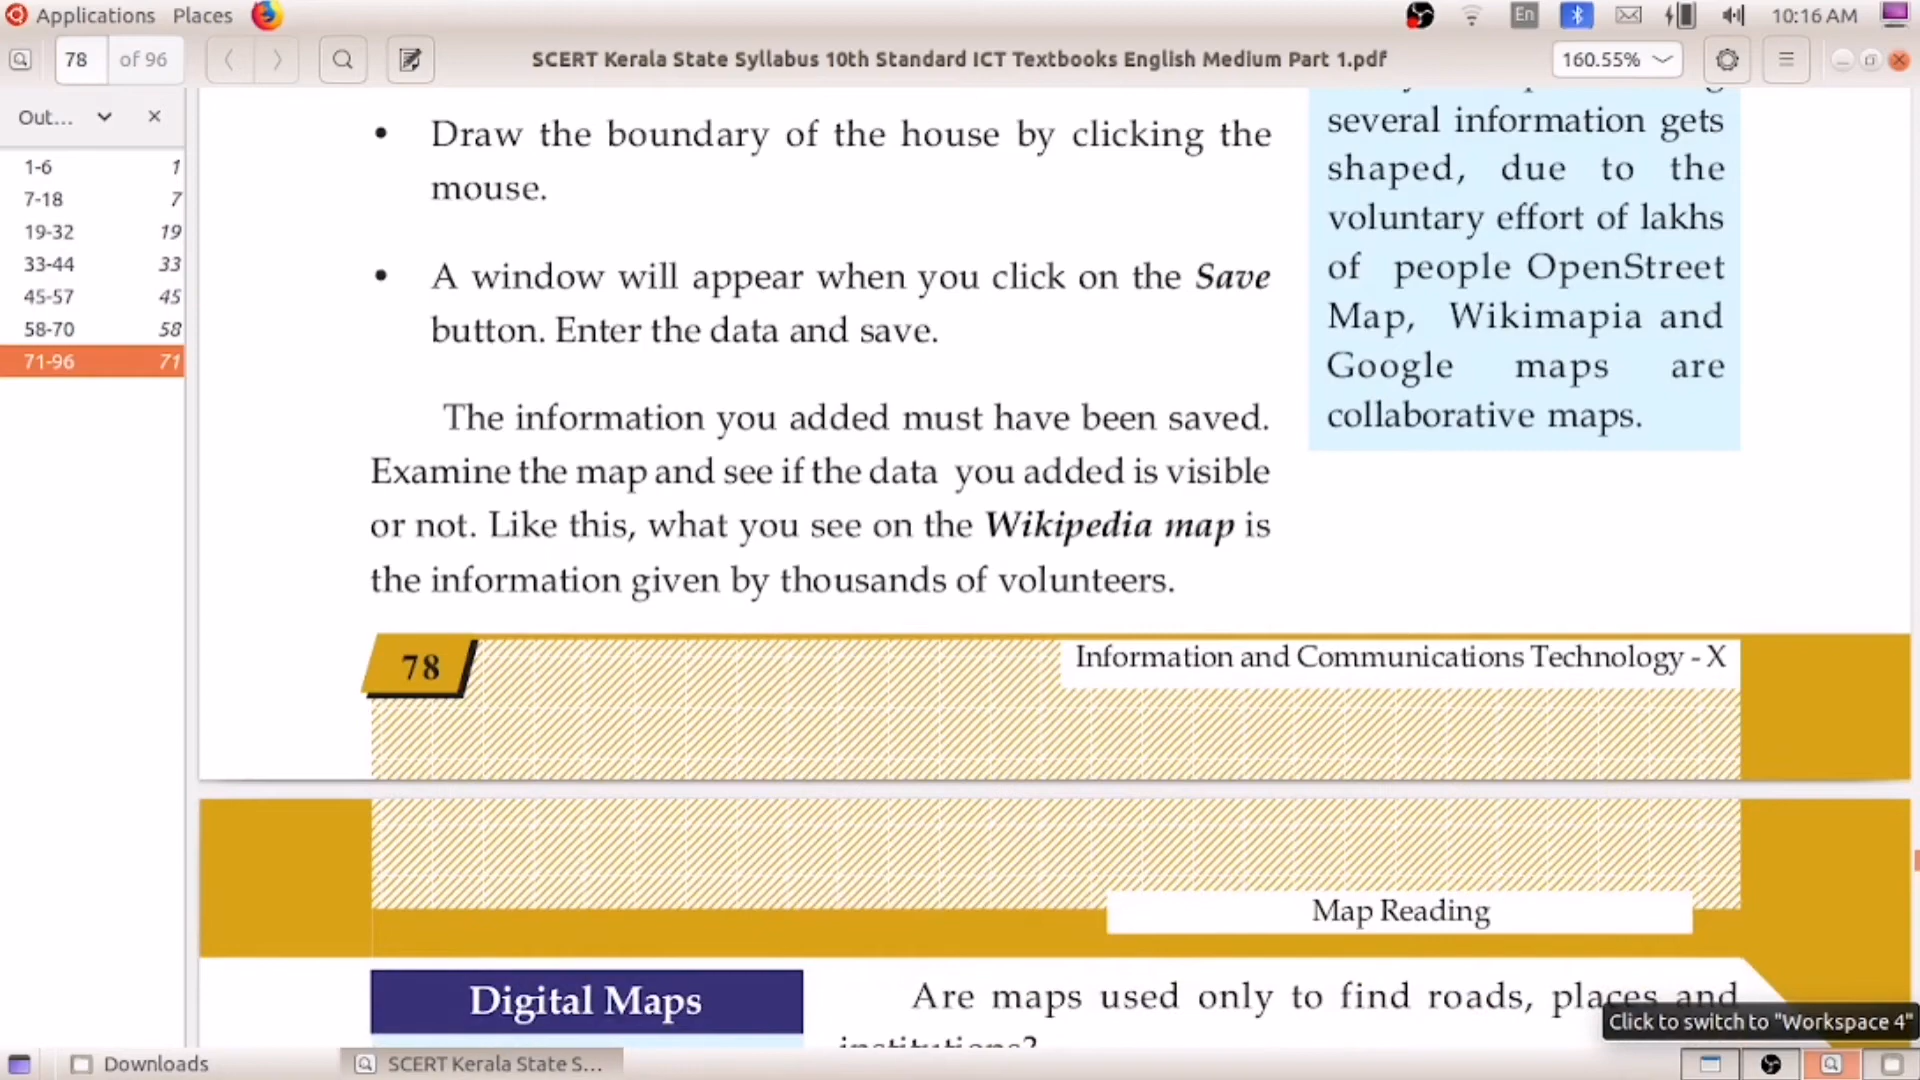 Applications Places
En
10:16 AM
78 of 96
SCERT Kerala State Syllabus 10th Standard ICT Textbooks English Medium Part 1.pdf
160.55%
Out...
1-6 1
7-18 7
19-32 19
33-44 33
45-57 45
58-70 58
71-96 71
• Draw the boundary of the house by clicking the
mouse.
• A window will appear when you click on the Save
button. Enter the data and save.
The information you added must have been saved.
Examine the map and see if the data you added is visible
or not. Like this, what you see on the Wikipedia map is
the information given by thousands of volunteers.
several information gets
shaped, due to the
voluntary effort of lakhs
of people OpenStreet
Map, Wikimapia and
Google maps are
collaborative maps.
78
Information and Communications Technology - X
Map Reading
Digital Maps
Are maps used only to find roads, places and
institutions?
Click to switch to "Workspace 4"
Downloads
SCERT Kerala State S...